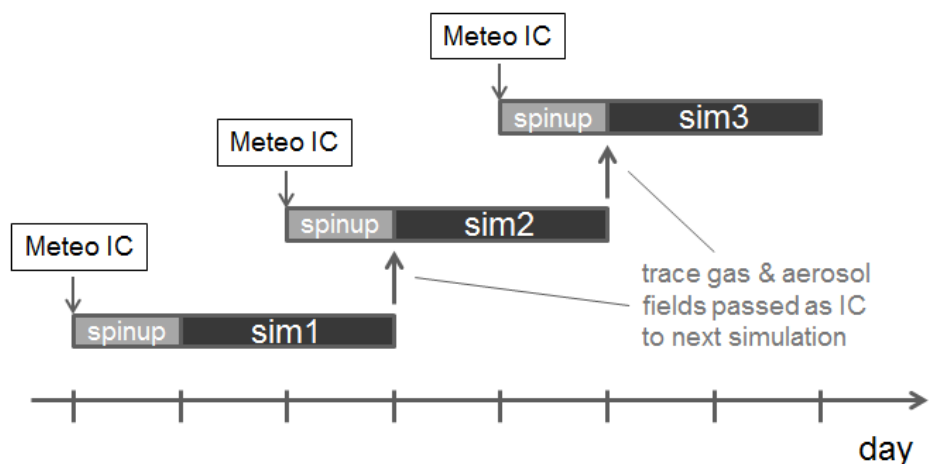 Meteo IC
spinup sim3
Meteo IC
spinup sim2
Meteo IC
trace gas & aerosol
fields passed as IC
to next simulation
spinup sim1
day